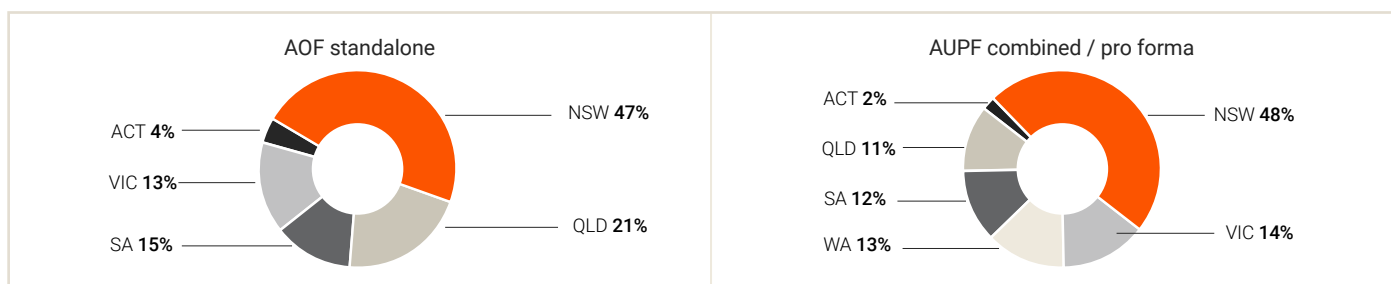 AOF standalone
NSW 47%
ACT 4%
VIC 13%
QLD 21%
SA 15%
AUPF combined / pro forma
ACT 2%
NSW 48%
QLD 11%
SA 12%
VIC 14%
WA 13%